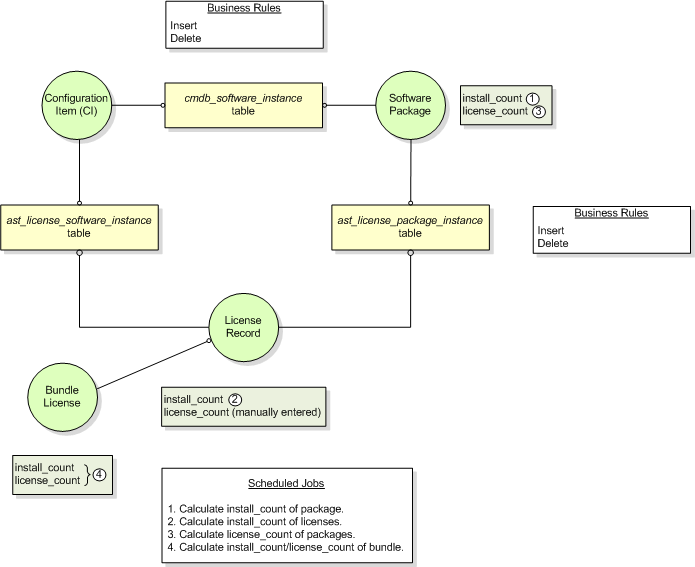 Business Rules
Insert
Delete
Configuration
Item (CI)
cmdb_software_instance
table
Software
Package
install_count 1
license_count 3
ast_license_software_instance
table
ast_license_package_instance
table
Business Rules
Insert
Delete
License
Record
Bundle
License
install_count 2
license_count (manually entered)
install_count
license_count } 4
Scheduled Jobs
1. Calculate install_count of package.
2. Calculate install_count of licenses.
3. Calculate license_count of packages.
4. Calculate install_count/license_count of bundle.